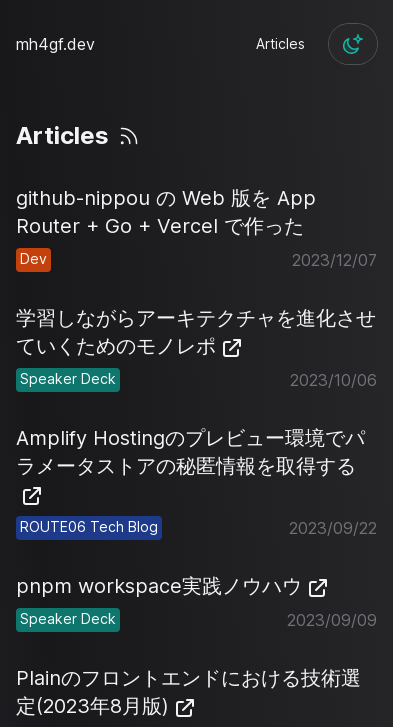 mh4gf.dev
Articles
Articles
github-nippou の Web 版を App
Router + Go + Vercel で作った
Dev
2023/12/07
学習しながらアーキテクチャを進化させ
ていくためのモノレポ
Speaker Deck
2023/10/06
Amplify Hostingのプレビュー環境でパ
ラメータストアの秘匿情報を取得する
ROUTE06 Tech Blog
2023/09/22
pnpm workspace実践ノウハウ
Speaker Deck
2023/09/09
Plainのフロントエンドにおける技術選
定(2023年8月版)